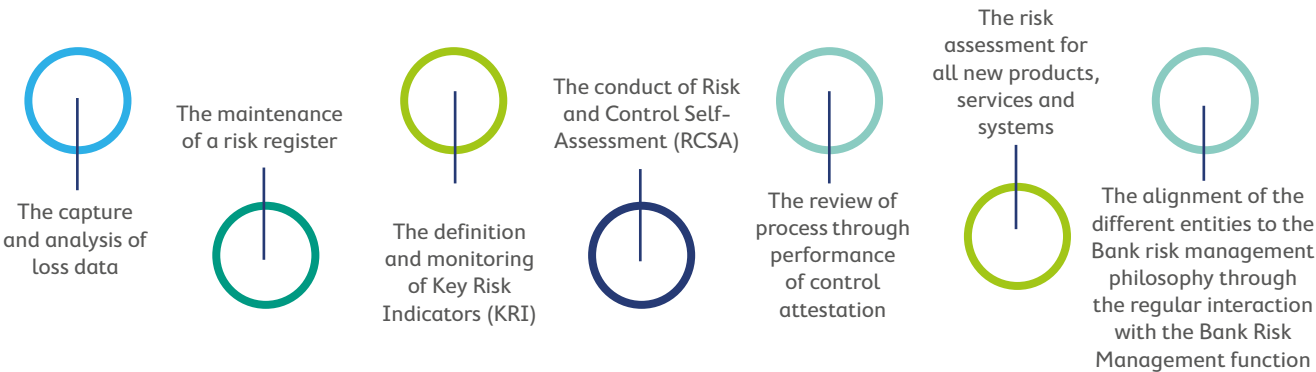 The capture
and analysis of
loss data
The maintenance
of a risk register
The definition
and monitoring
of Key Risk
Indicators (KRI)
The conduct of Risk
and Control Self-
Assessment (RCSA)
The review of
process through
performance
of control
attestation
The risk
assessment for
all new products,
services and
systems
The alignment of the
different entities to the
Bank risk management
philosophy through
the regular interaction
with the Bank Risk
Management function